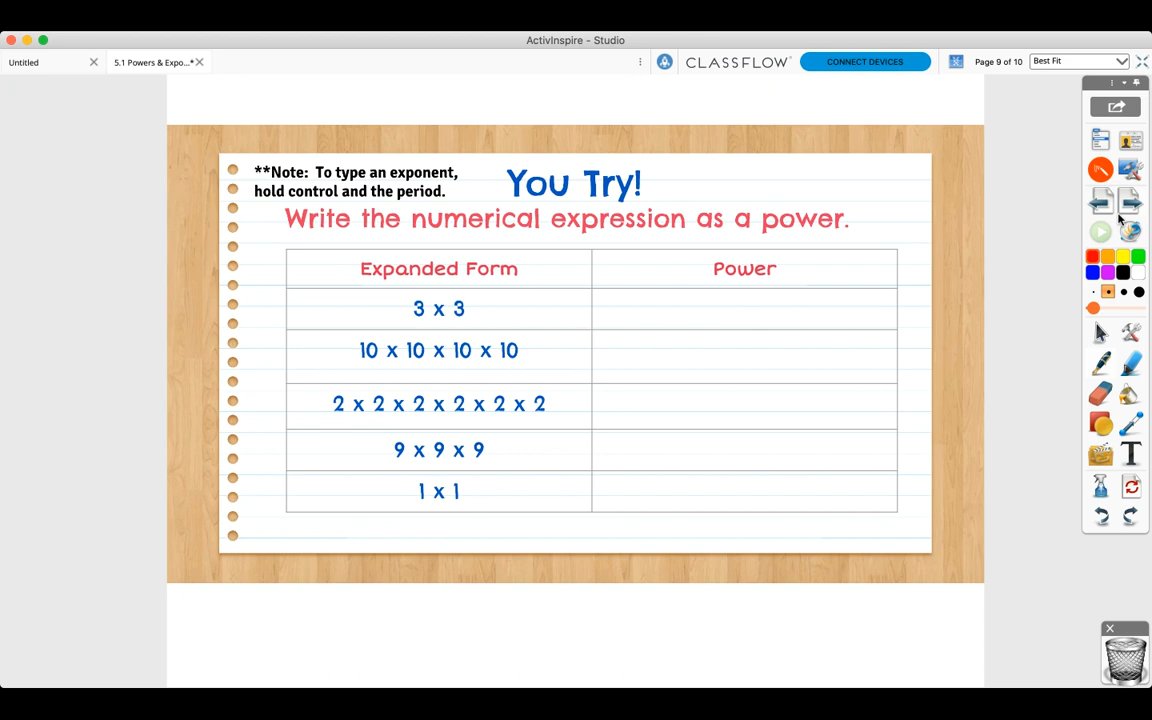 ActivInspire - Studio
Untitled
5.1 Powers & Expo...*
CLASSFLOW
CONNECT DEVICES
Page 9 of 10
Best Fit
**Note: To type an exponent,
hold control and the period.
You Try!
Write the numerical expression as a power.
Expanded Form
Power
3 x 3
10 x 10 x 10 x 10
2 x 2 x 2 x 2 x 2 x 2
9 x 9 x 9
1 x 1